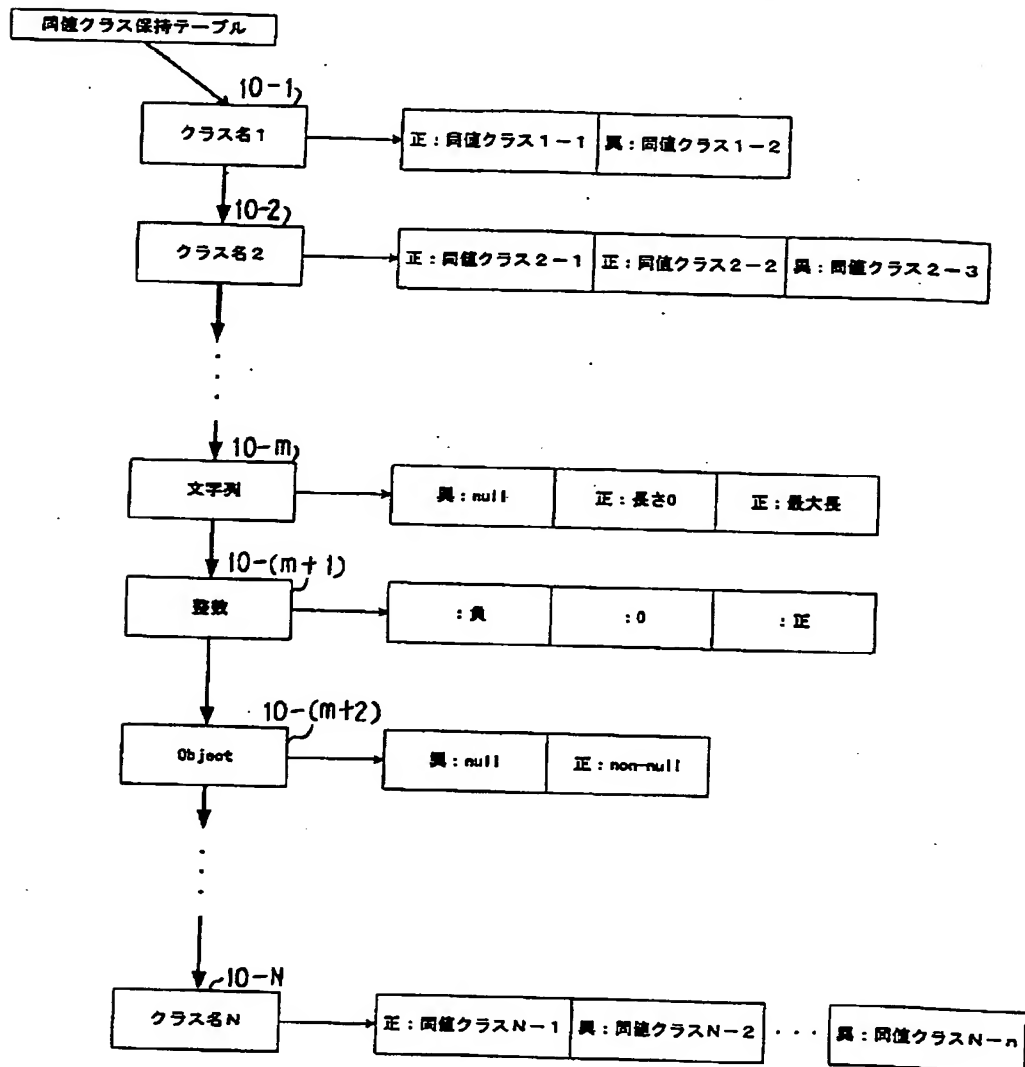 同値クラス保持テーブル
10-1
クラス名1
正：同値クラス1－1
異：同値クラス1－2
10-2
クラス名2
正：同値クラス2－1
正：同値クラス2－2
異：同値クラス2－3
10-m
文字列
異：null
正：長さ0
正：最大長
10-(m+1)
整数
：負
：0
：正
10-(m+2)
Object
異：null
正：non-null
10-N
クラス名N
正：同値クラスN－1
異：同値クラスN－2
・・・
異：同値クラスN－n